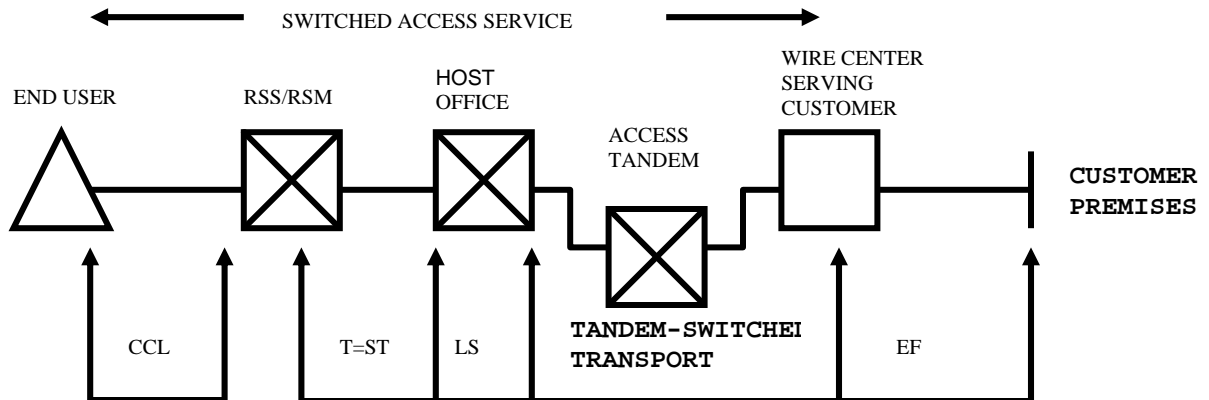 SWITCHED ACCESS SERVICE
WIRE CENTER
SERVING
CUSTOMER
HOST
OFFICE
END USER
RSS/RSM
ACCESS
TANDEM
CUSTOMER
PREMISES
TANDEM-SWITCHE
TRANSPORT
CCL
T=ST
LS
EF